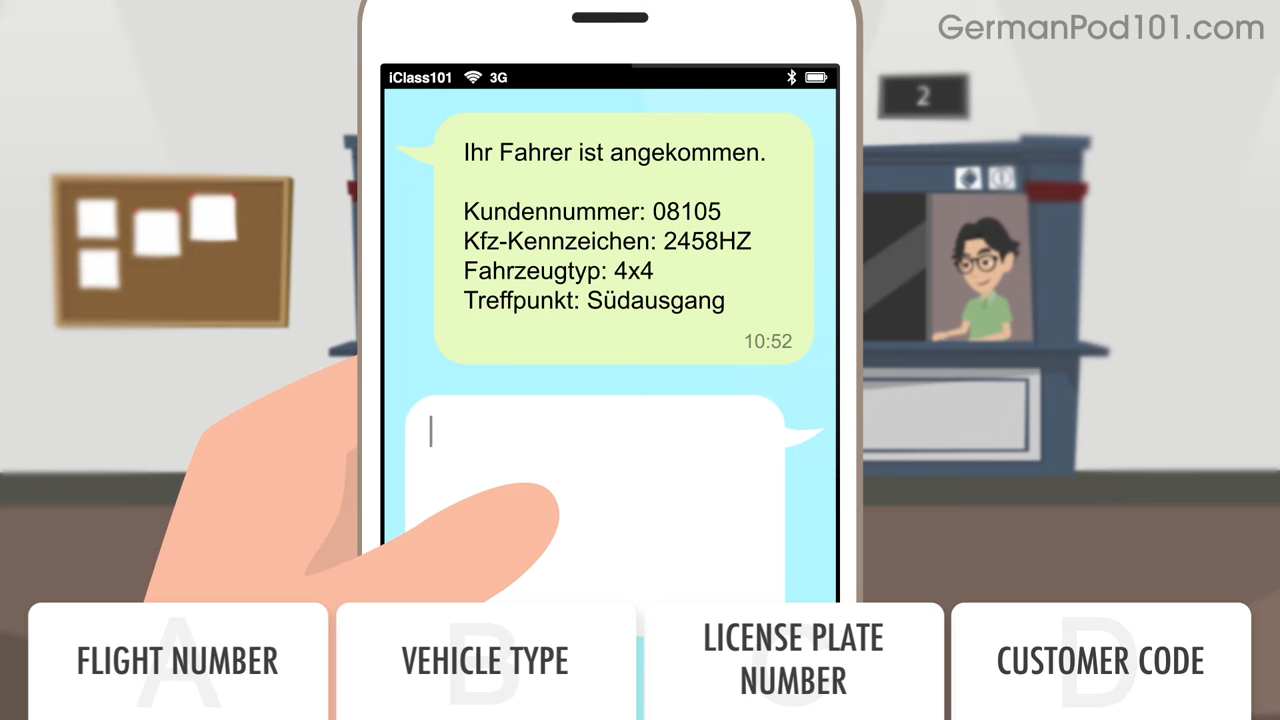 GermanPod101.com
iClass101 3G
2
Ihr Fahrer ist angekommen.
Kundennummer: 08105
Kfz-Kennzeichen: 2458HZ
Fahrzeugtyp: 4x4
Treffpunkt: Südausgang
10:52
A
FLIGHT NUMBER
B
VEHICLE TYPE
C
LICENSE PLATE
NUMBER
D
CUSTOMER CODE